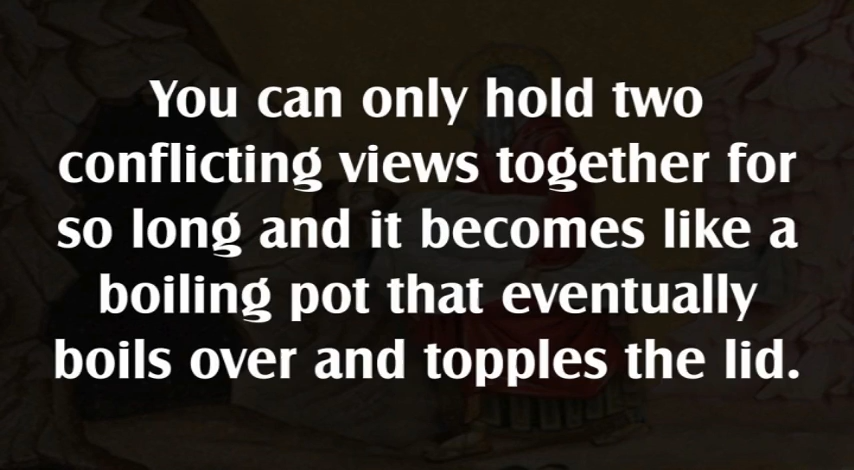 You can only hold two
conflicting views together for
so long and it becomes like a
boiling pot that eventually
boils over and topples the lid.